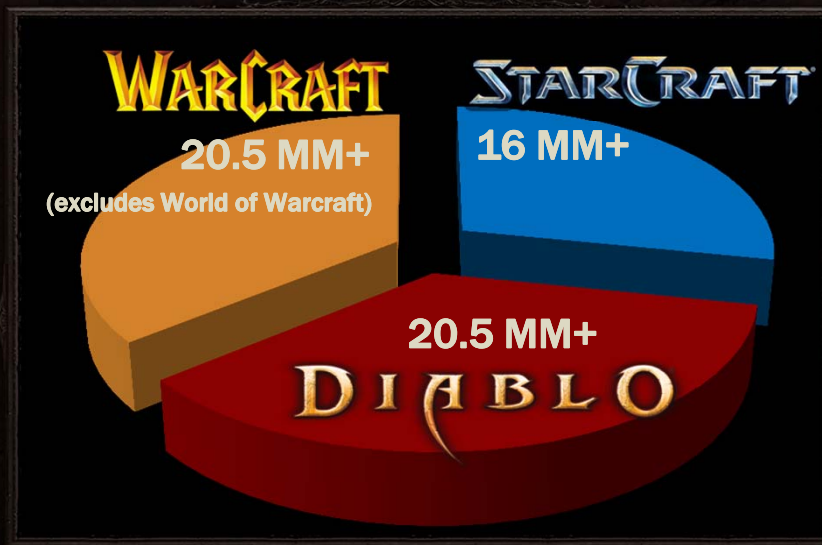 WARCRAFT
20.5 MM+
(excludes World of Warcraft)
STARCRAFT
16 MM+
20.5 MM+
DIABLO